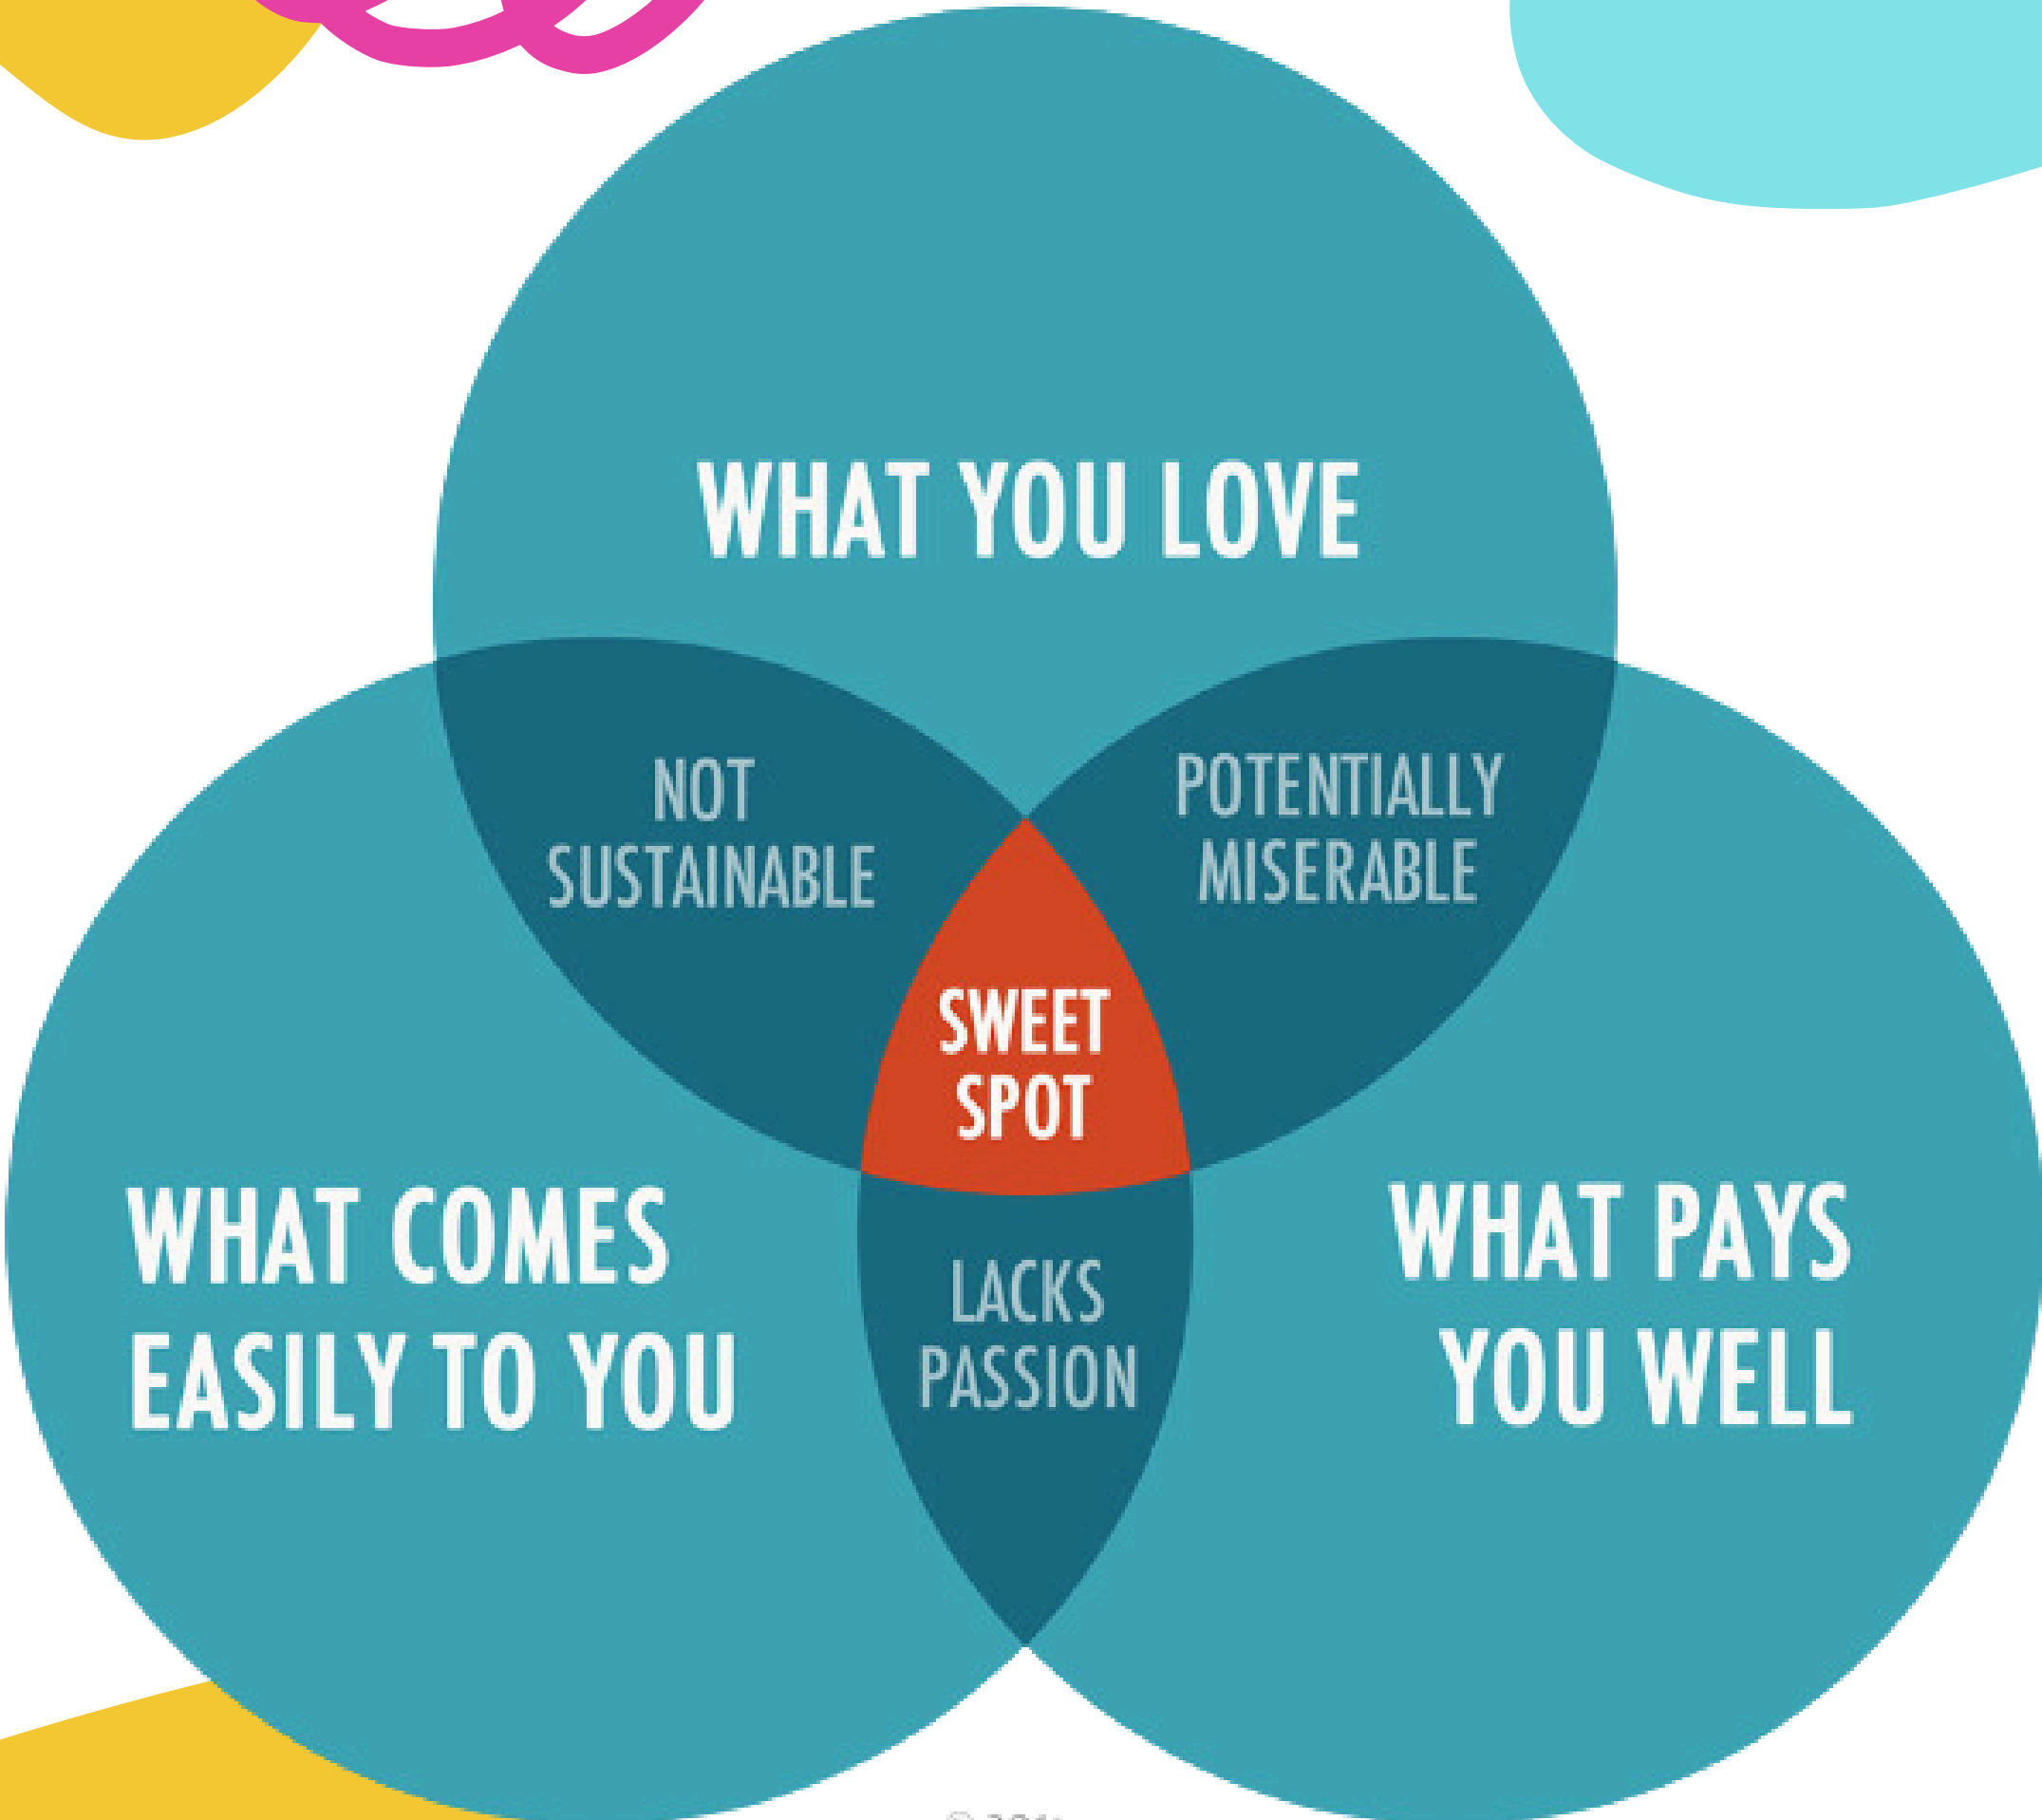 WHAT YOU LOVE
NOT
SUSTAINABLE
POTENTIALLY
MISERABLE
SWEET
SPOT
WHAT COMES
EASILY TO YOU
LACKS
PASSION
WHAT PAYS
YOU WELL